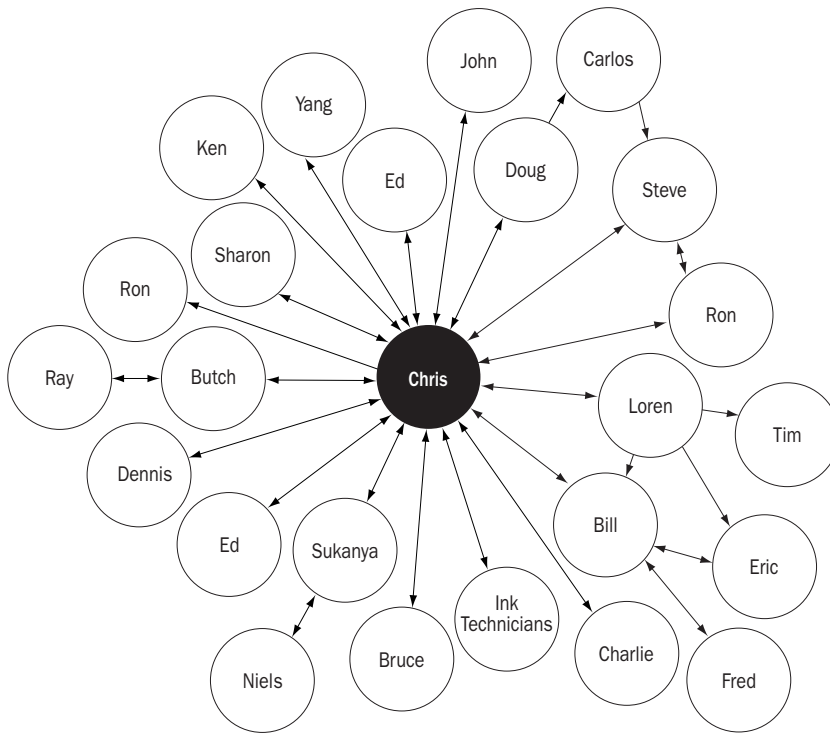 John
Carlos
Yang
Ken
Ed
Doug
Steve
Sharon
Ron
Ron
Ray
Butch
Chris
Loren
Tim
Dennis
Bill
Ed
Sukanya
Eric
Ink
Technicians
Bruce
Charlie
Niels
Fred